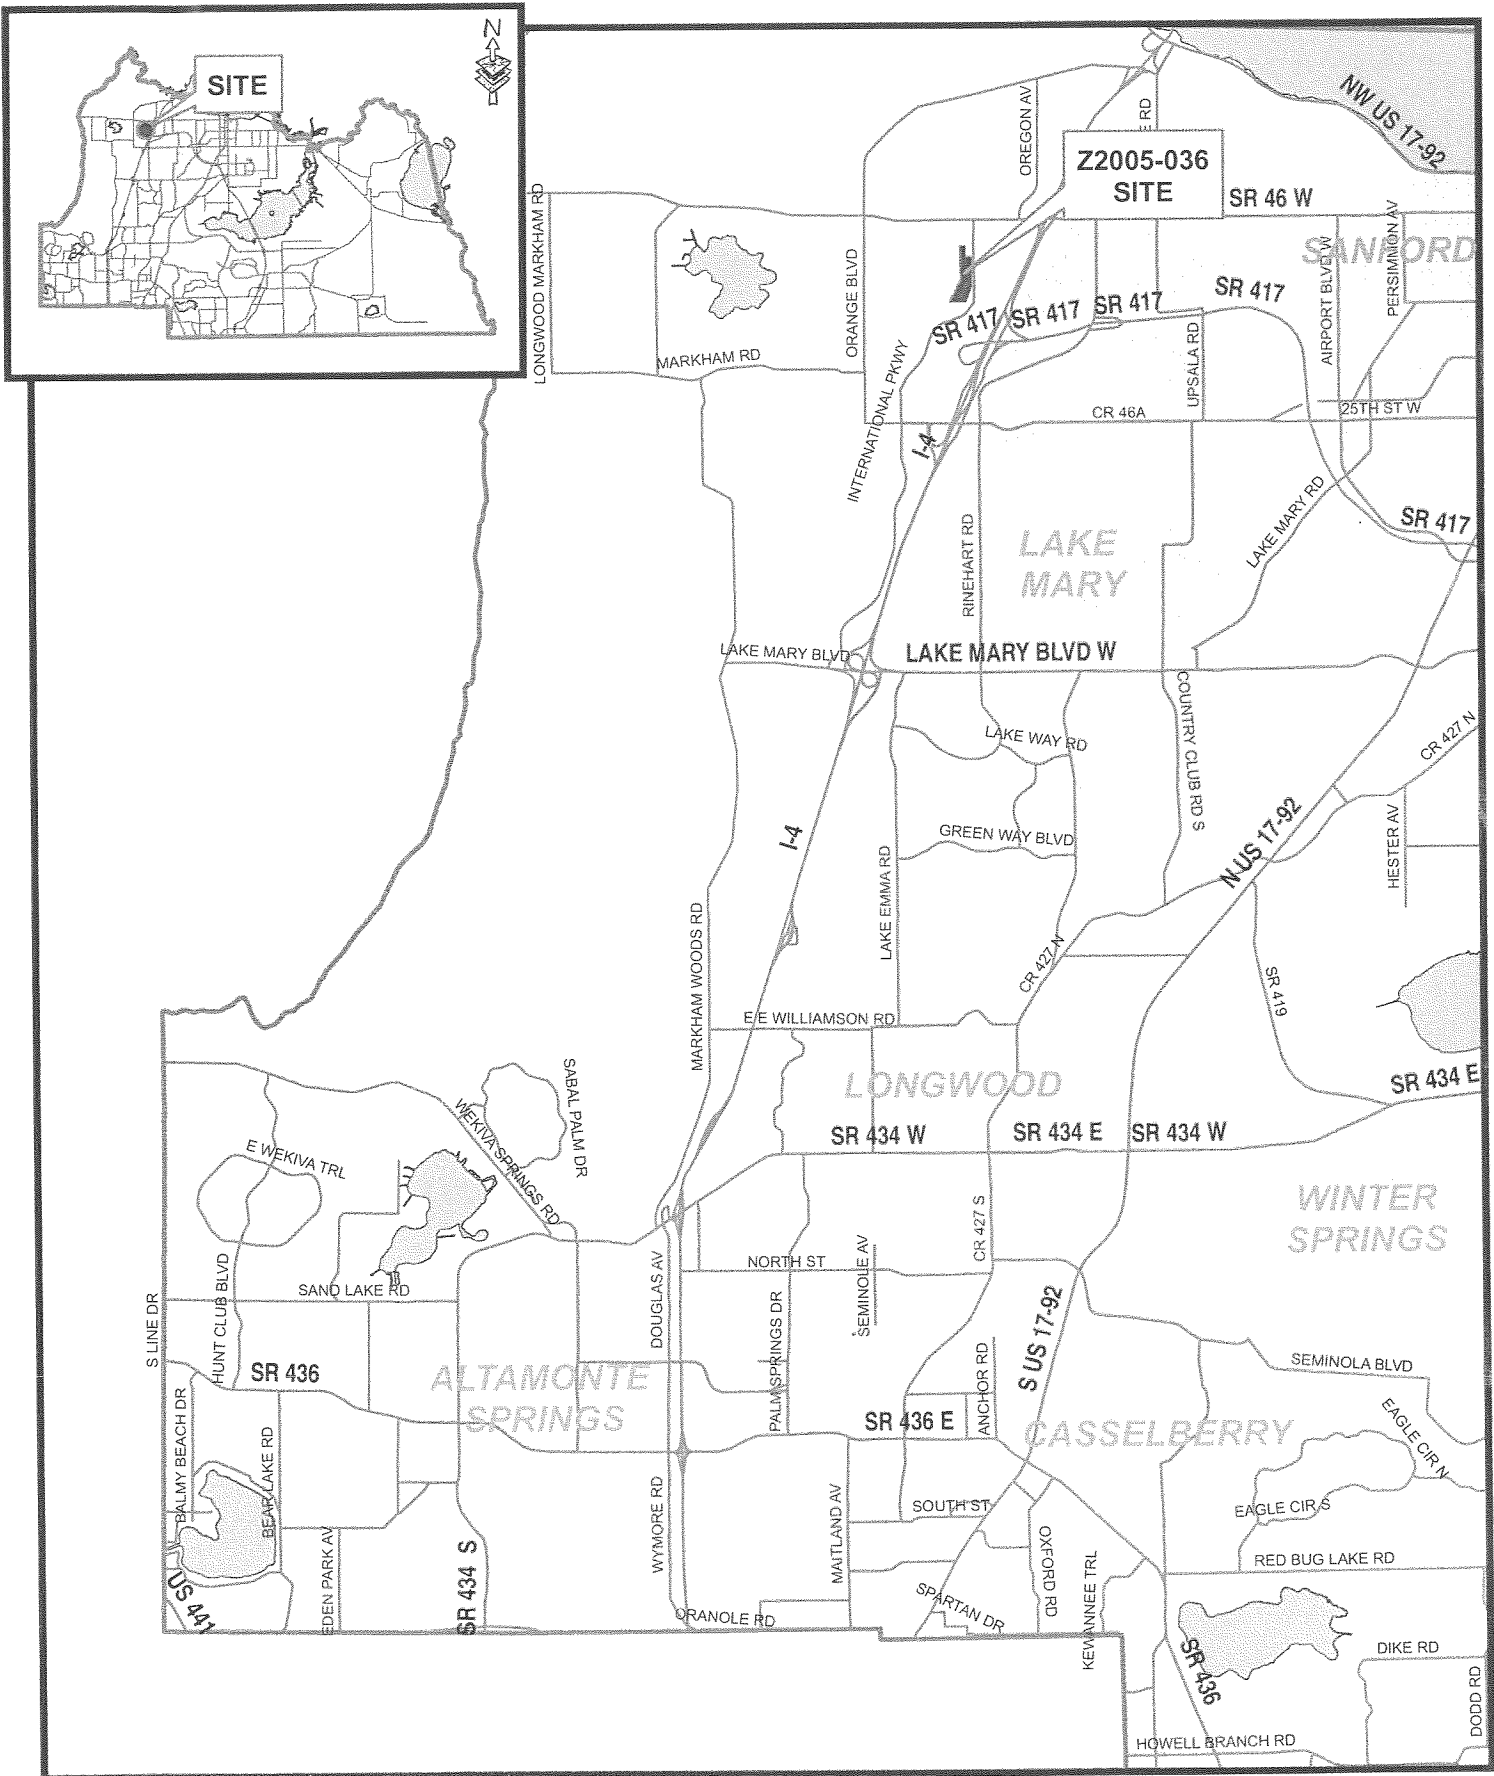 SITE
N
NW US 17-92
OREGON AV
E RD
Z2005-036
SITE
SR 46 W
SANFORD
LONGWOOD MARKHAM RD
ORANGE BLVD
AIRPORT BLVD W
PERSIMMON AV
SR 417
SR 417
SR 417
SR 417
MARKHAM RD
INTERNATIONAL PKWY
UPSALA RD
CR 46A
25TH ST W
I-4
RINEHART RD
LAKE
MARY
LAKE MARY RD
SR 417
LAKE MARY BLVD
LAKE MARY BLVD W
COUNTRY CLUB RD S
LAKE WAY RD
CR 427 N
I-4
GREEN WAY BLVD
N US 17-92
HESTER AV
LAKE EMMA RD
MARKHAM WOODS RD
CR 427 N
SR 419
E E WILLIAMSON RD
LONGWOOD
SR 434 E
SABAL PALM DR
WEKIVA SPRINGS RD
SR 434 W
SR 434 E
SR 434 W
E WEKIVA TRL
WINTER
SPRINGS
CR 427 S
HUNT CLUB BLVD
SAND LAKE RD
DOUGLAS AV
NORTH ST
SEMINOLE AV
S LINE DR
PALM SPRINGS DR
S US 17-92
SR 436
ALTAMONTE
SPRINGS
ANCHOR RD
SEMINOLA BLVD
BALMY BEACH DR
BEAR LAKE RD
SR 436 E
CASSELBERRY
EAGLE CIR N
WYMORE RD
MAITLAND AV
SOUTH ST
EAGLE CIR S
EDEN PARK AV
SR 434 S
OXFORD RD
KEWANNEE TRL
RED BUG LAKE RD
US 441
ORANOLE RD
SPARTAN DR
SR 436
DIKE RD
DODD RD
HOWELL BRANCH RD